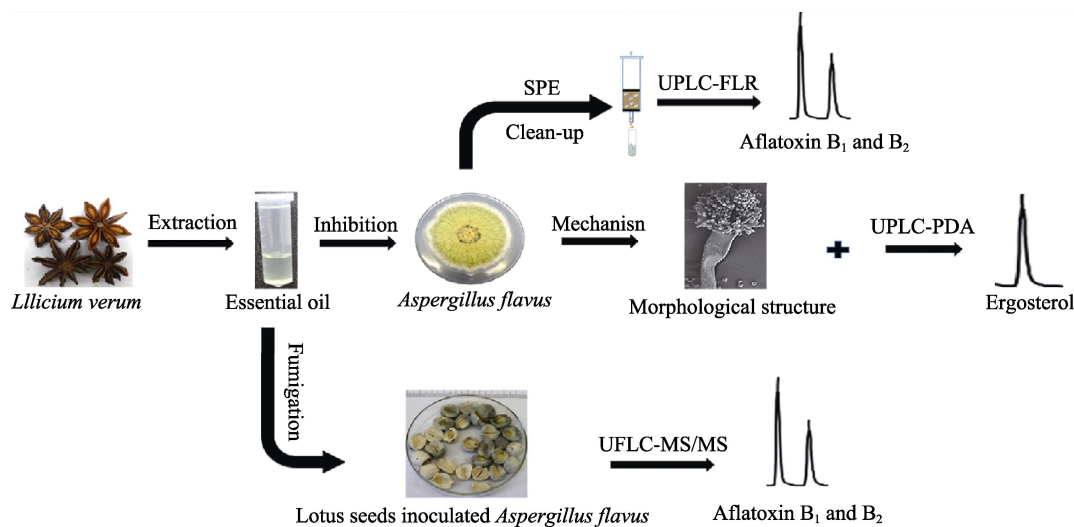 SPE
Clean-up
UPLC-FLR
Aflatoxin B₁ and B₂
Extraction
Inhibition
Mechanisn
UPLC-PDA
Lllicium verum
Essential oil
Aspergillus flavus
Morphological structure
Ergosterol
Fumigation
UFLC-MS/MS
Lotus seeds inoculated Aspergillus flavus
Aflatoxin B₁ and B₂